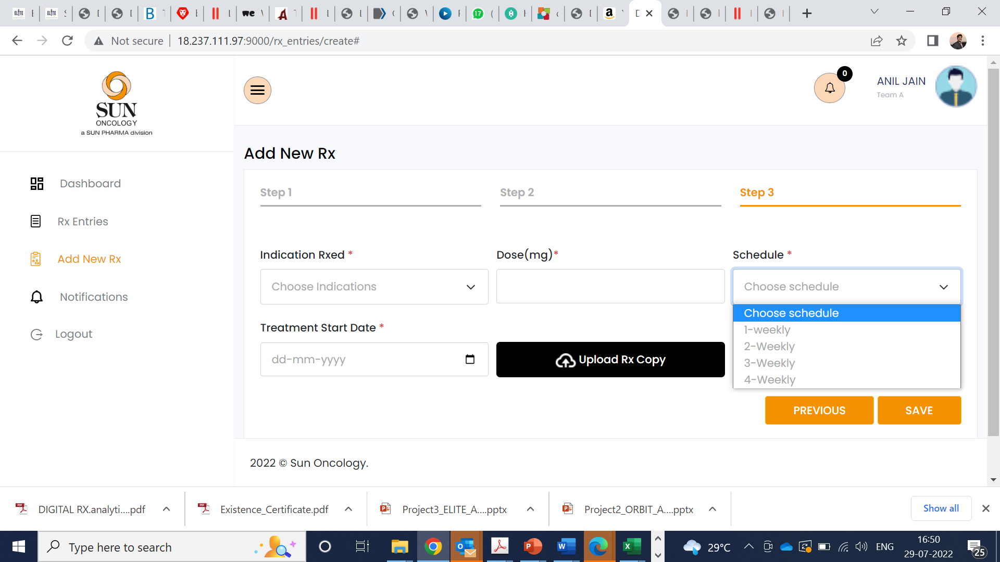 Not secure
18.237.111.97:9000/rx_entries/create#
SUN
ONCOLOGY
a SUN PHARMA division
0
ANIL JAIN
Team A
Dashboard
Rx Entries
Add New Rx
Notifications
Logout
Add New Rx
Step 1
Step 2
Step 3
Indication Rxed *
Choose Indications
Dose(mg)*
Schedule *
Choose schedule
Choose schedule
1-weekly
2-Weekly
3-Weekly
4-Weekly
Treatment Start Date *
dd-mm-yyyy
Upload Rx Copy
PREVIOUS
SAVE
2022 © Sun Oncology.
DIGITAL RX.analyti....pdf
Existence_Certificate.pdf
Project3_ELITE_A....pptx
Project2_ORBIT_A....pptx
Show all
Type here to search
29°C
ENG
16:50
29-07-2022
25